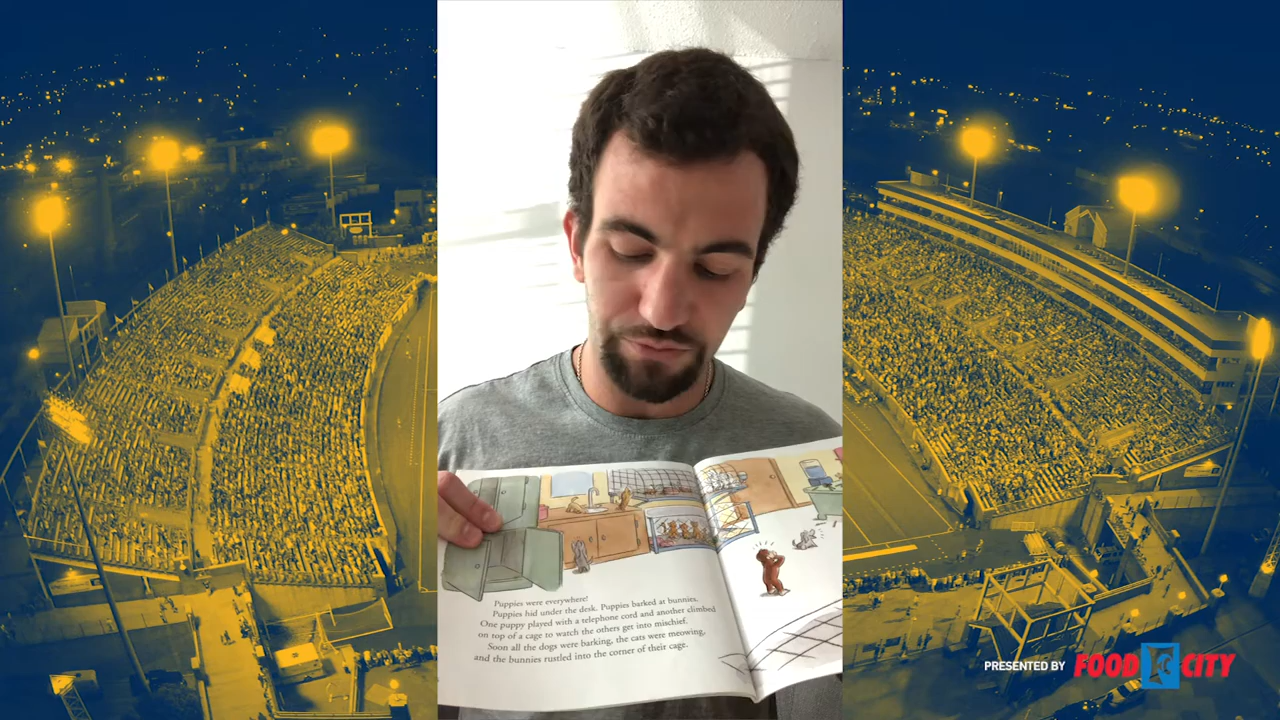 Puppies were everywhere!
Puppies hid under the desk. Puppies barked at bunnies.
One puppy played with a telephone cord and another climbed
on top of a cage to watch the others get into mischief.
Soon all the dogs were barking, the cats were meowing,
and the bunnies rustled into the corner of their cage.
PRESENTED BY FOOD CITY